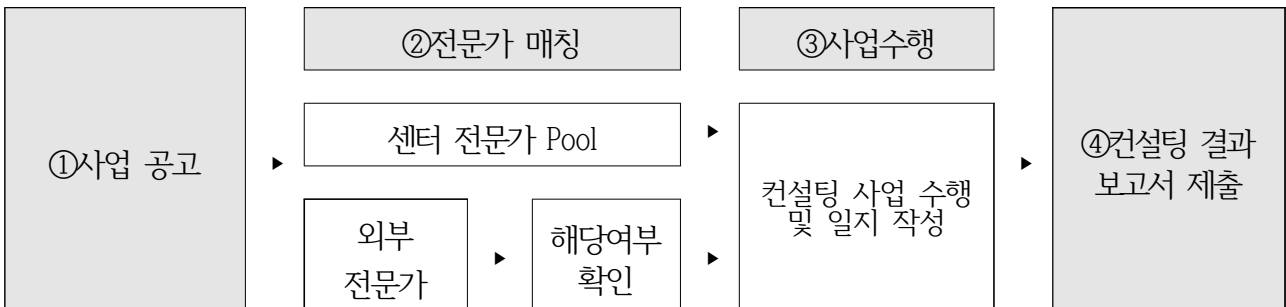 ①사업 공고
②전문가 매칭
센터 전문가 Pool
외부
전문가
해당여부
확인
③사업수행
컨설팅 사업 수행
및 일지 작성
④컨설팅 결과
보고서 제출